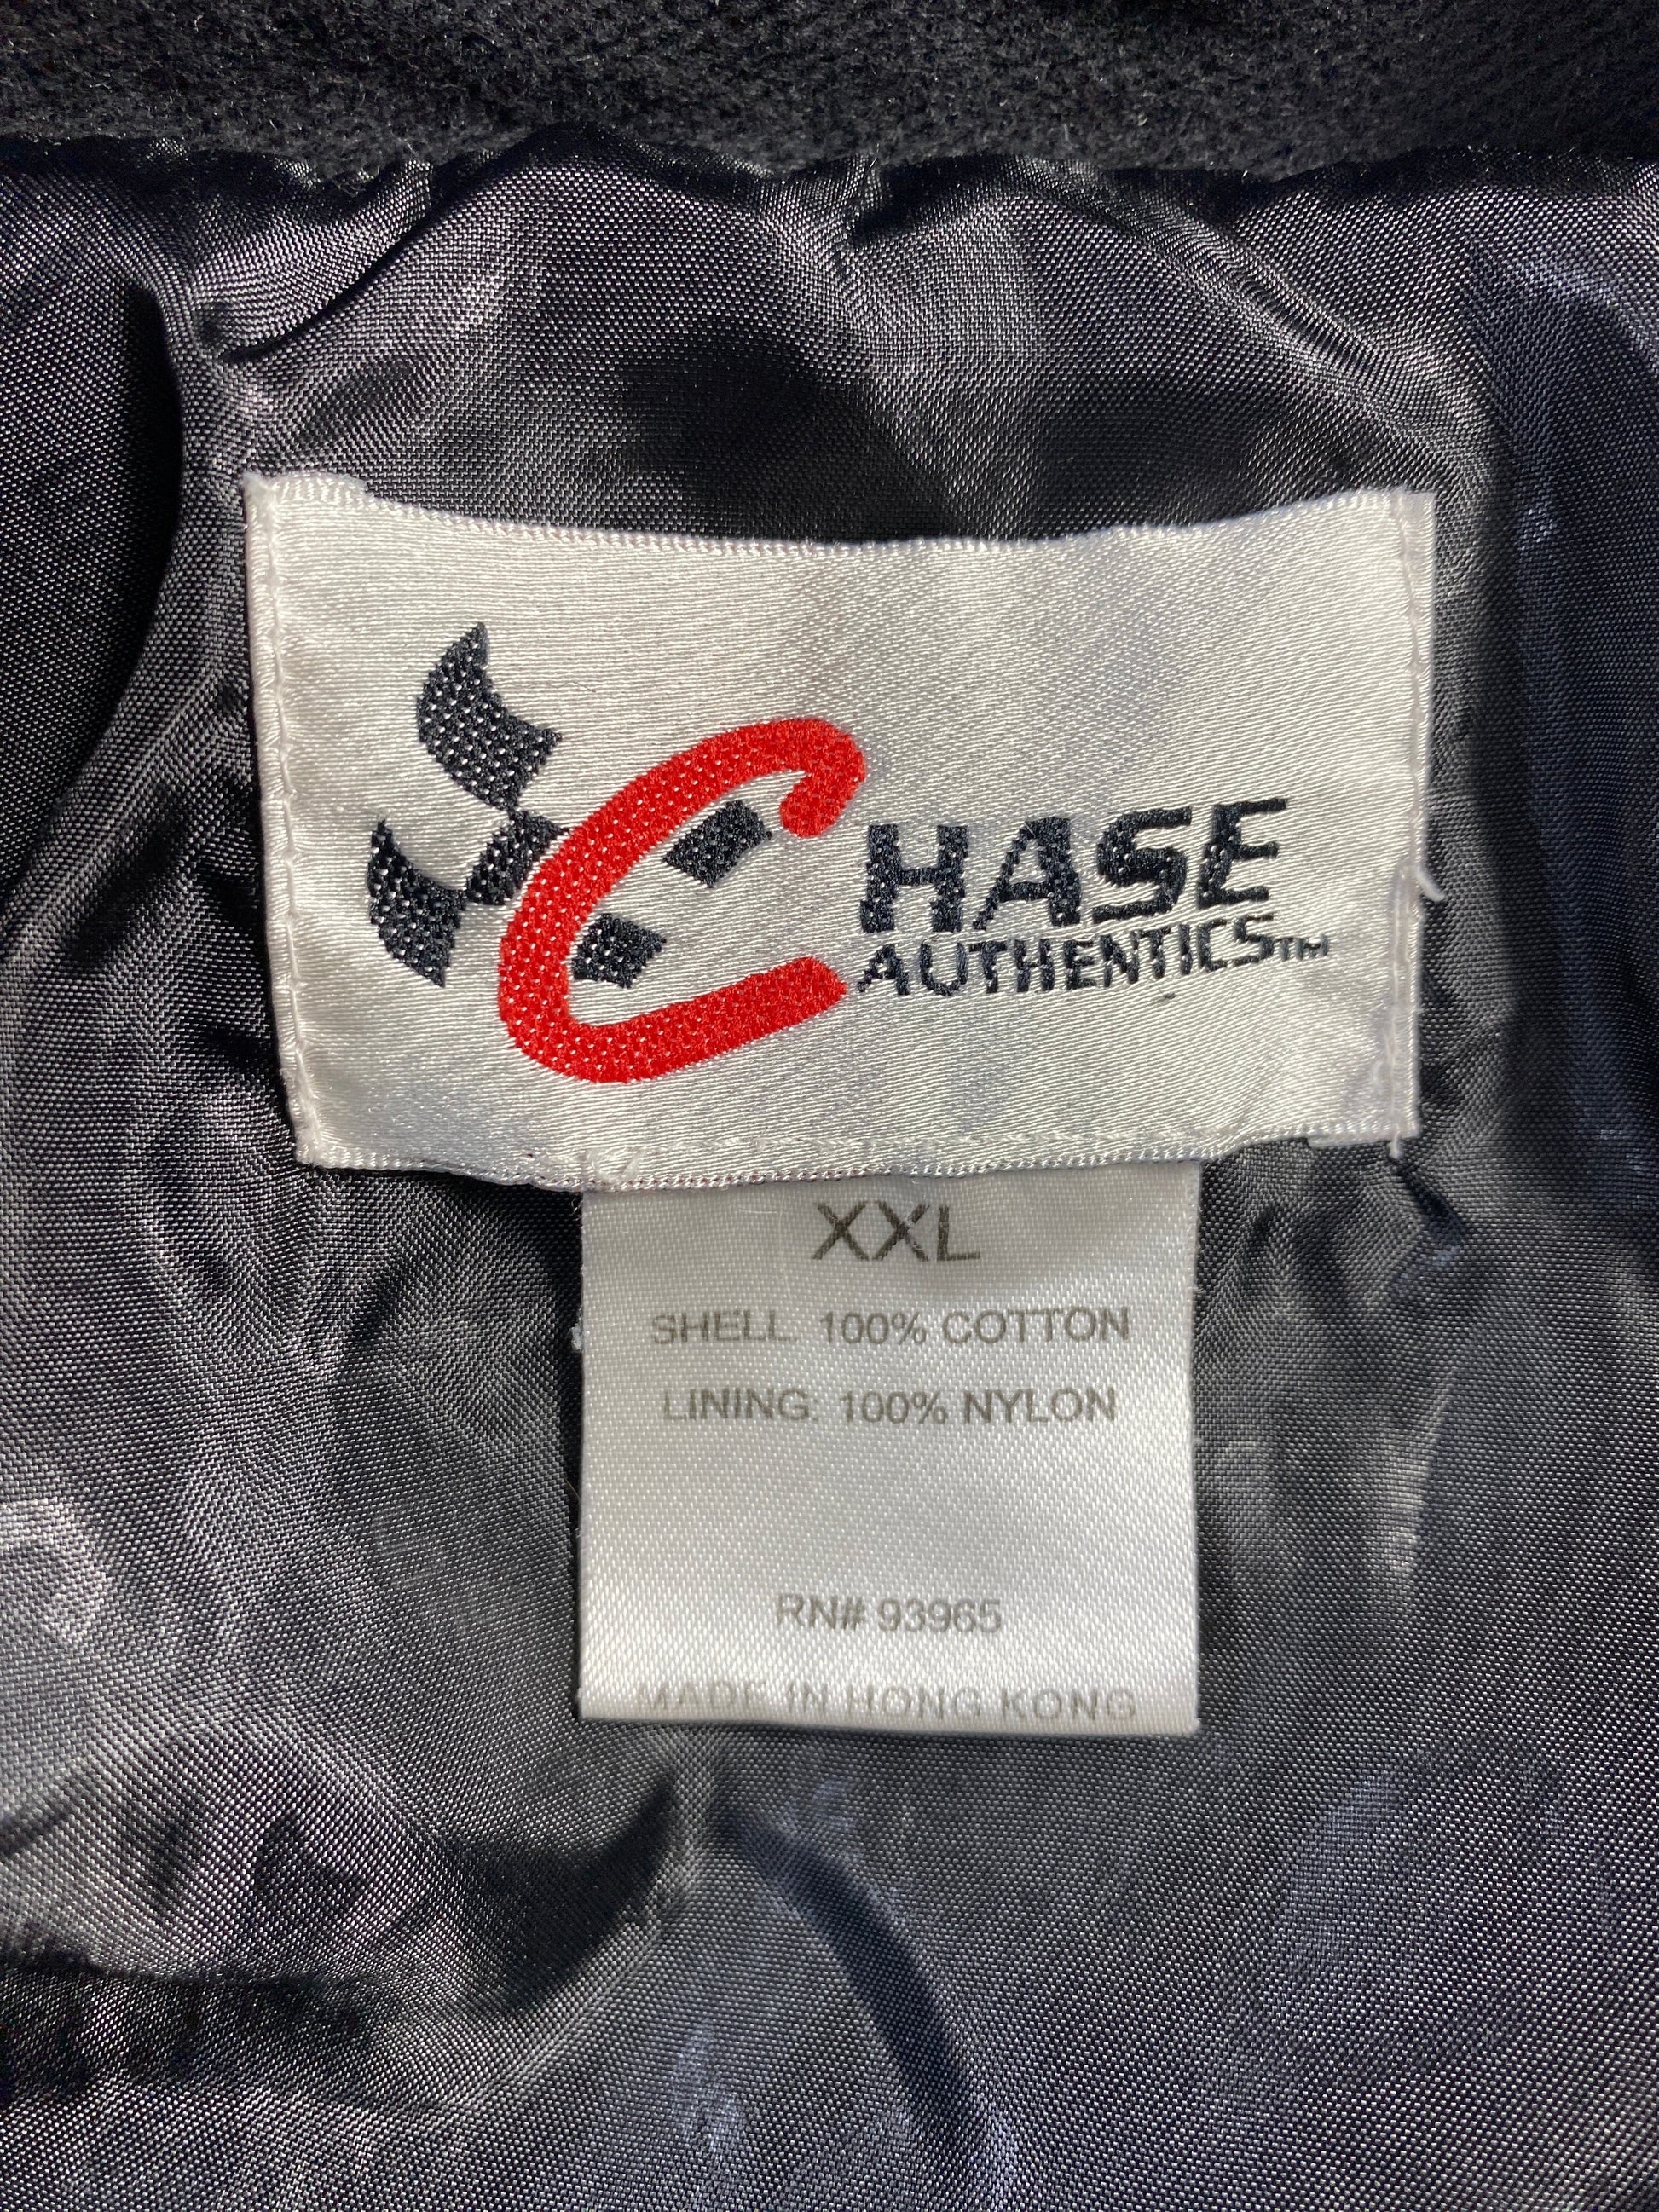 CHASE
AUTHENTICS™
XXL
SHELL: 100% COTTON
LINING: 100% NYLON
RN# 93965
MADE IN HONG KONG